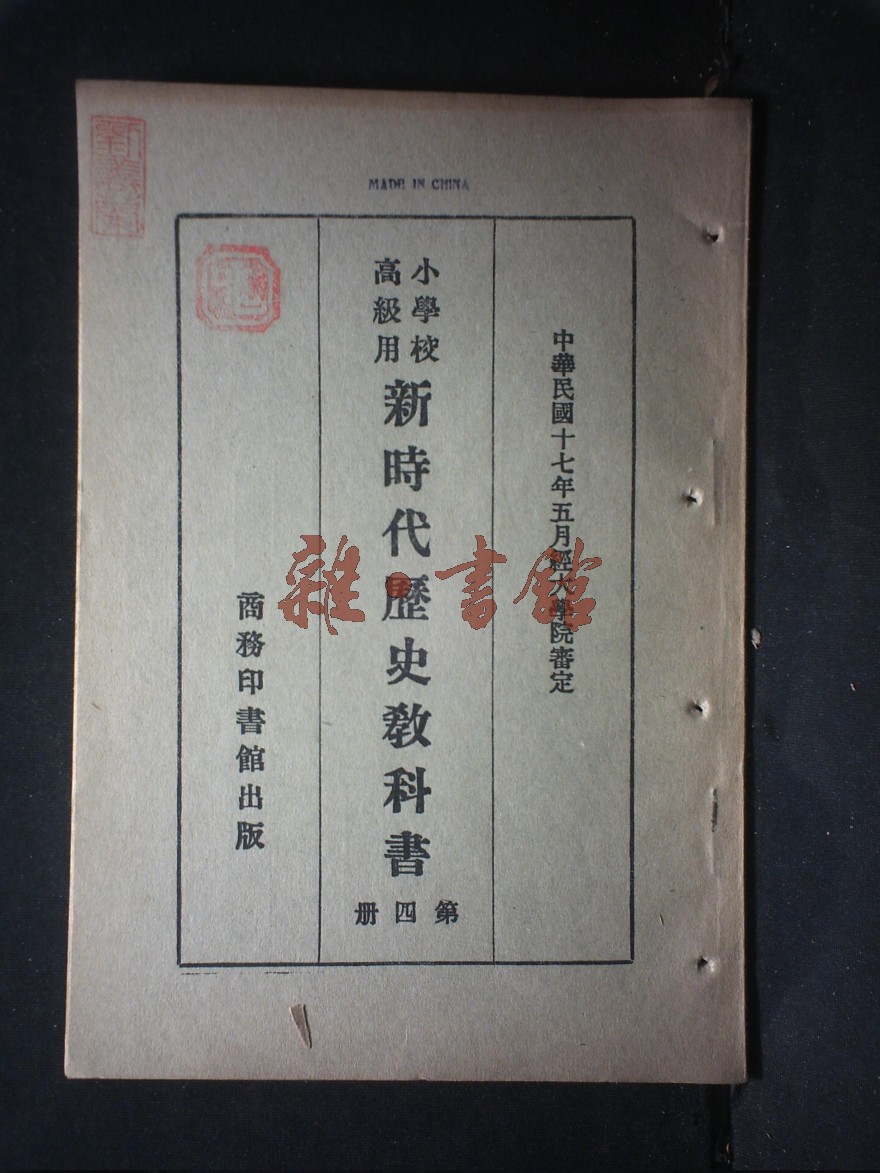 MADE IN CHINA
中華民國十七年五月經大學院審定
小學校
高級用
新時代歷史教科書
第四册
商務印書館出版
雜·書館